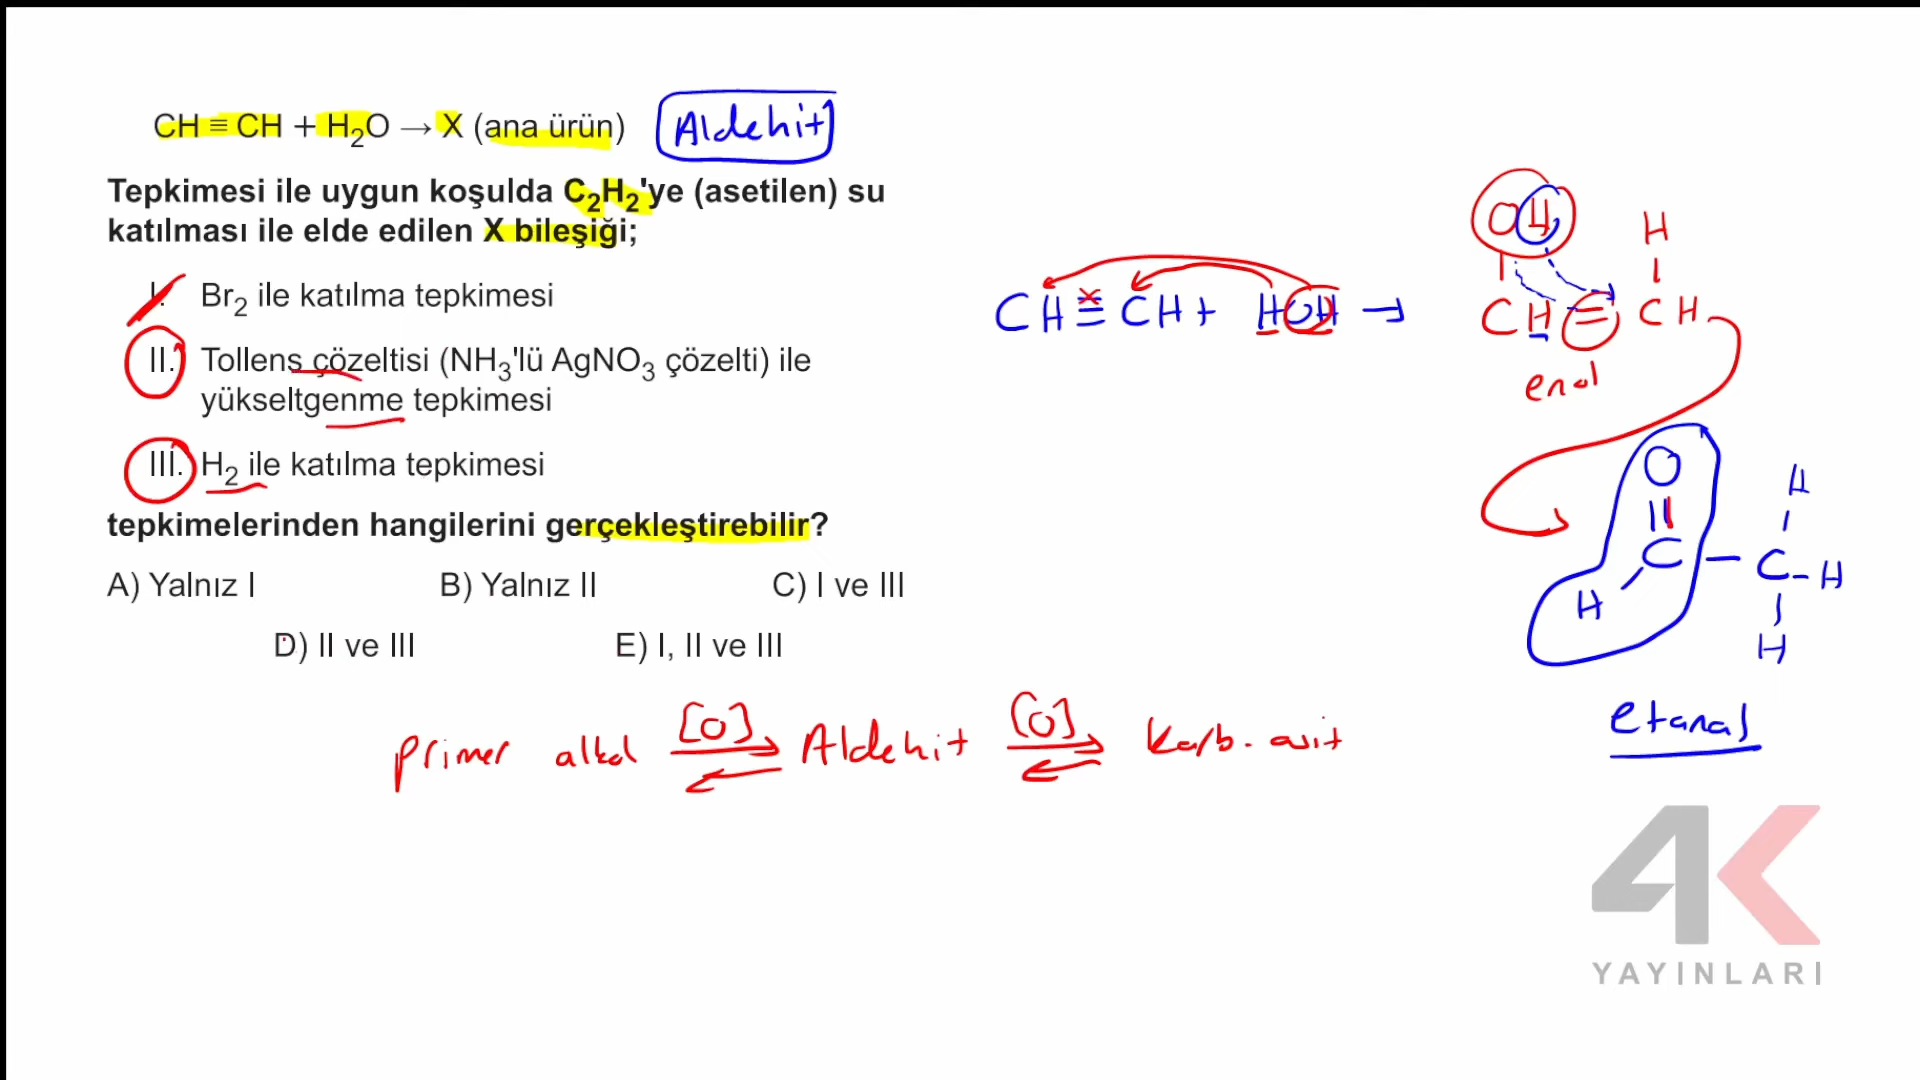 CH ≡ CH + H₂O → X (ana ürün) Aldehit
Tepkimesi ile uygun koşulda C₂H₂'ye (asetilen) su
katılması ile elde edilen X bileşiği;
I. Br₂ ile katılma tepkimesi
II. Tollens çözeltisi (NH₃'lü AgNO₃ çözelti) ile
yükseltgenme tepkimesi
III. H₂ ile katılma tepkimesi
tepkimelerinden hangilerini gerçekleştirebilir?
A) Yalnız I B) Yalnız II C) I ve III
D) II ve III E) I, II ve III
CH ≡ CH + HOH →
OH H
CH = CH
enol
O H
C – C – H
H H
etanal
primer alkol [O] Aldehit [O] karb. asit
4K
YAYINLARI